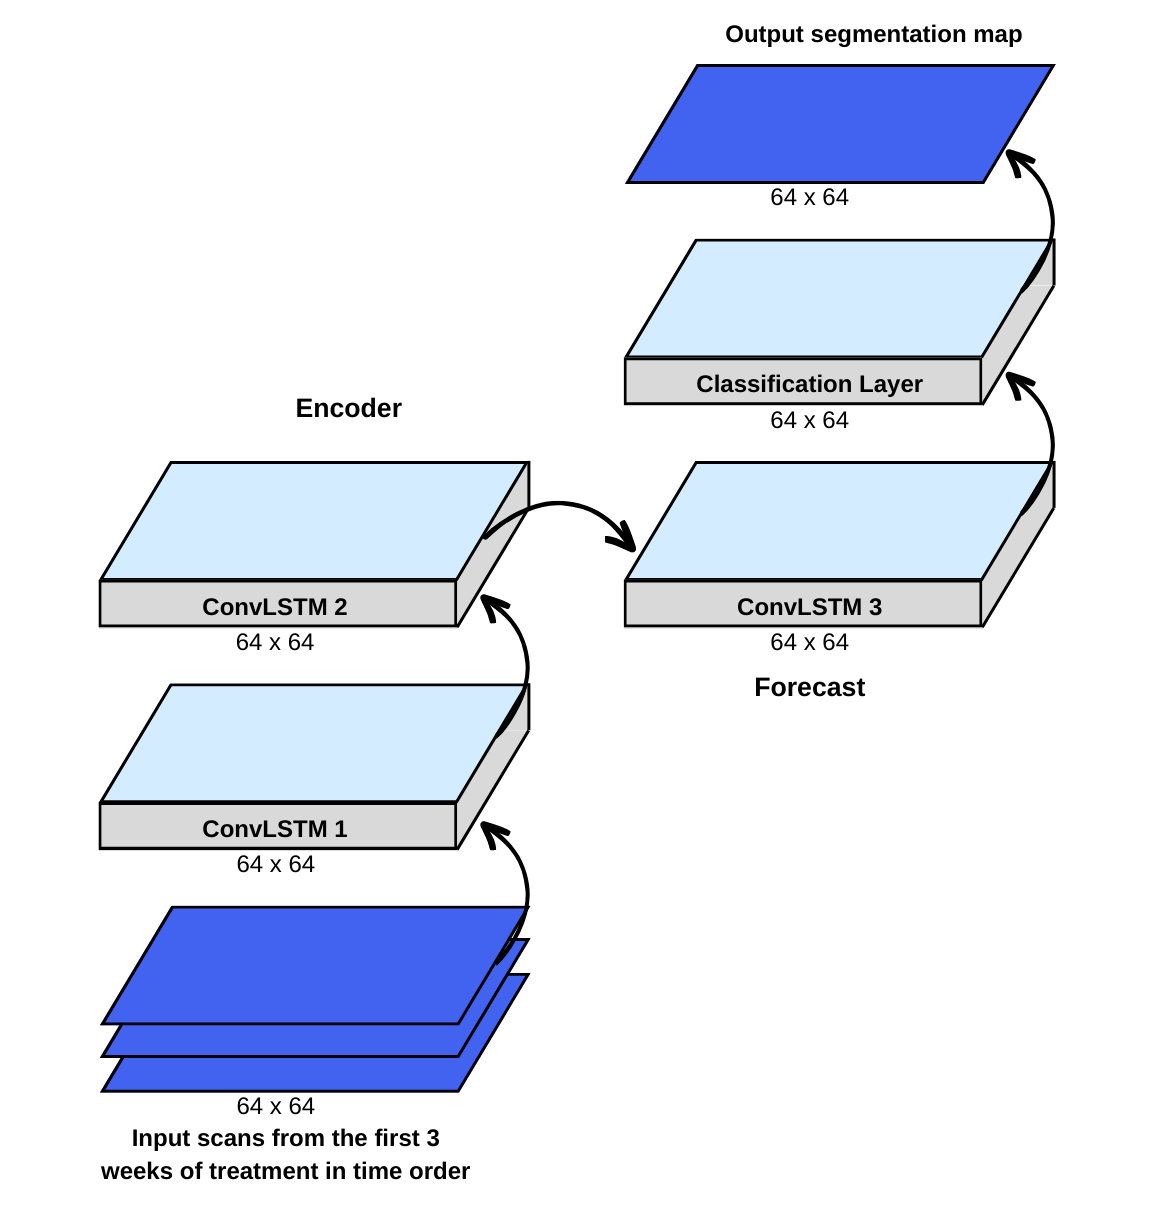 Output segmentation map
64 x 64
Classification Layer
64 x 64
Encoder
ConvLSTM 2
64 x 64
ConvLSTM 3
64 x 64
Forecast
ConvLSTM 1
64 x 64
64 x 64
Input scans from the first 3
weeks of treatment in time order